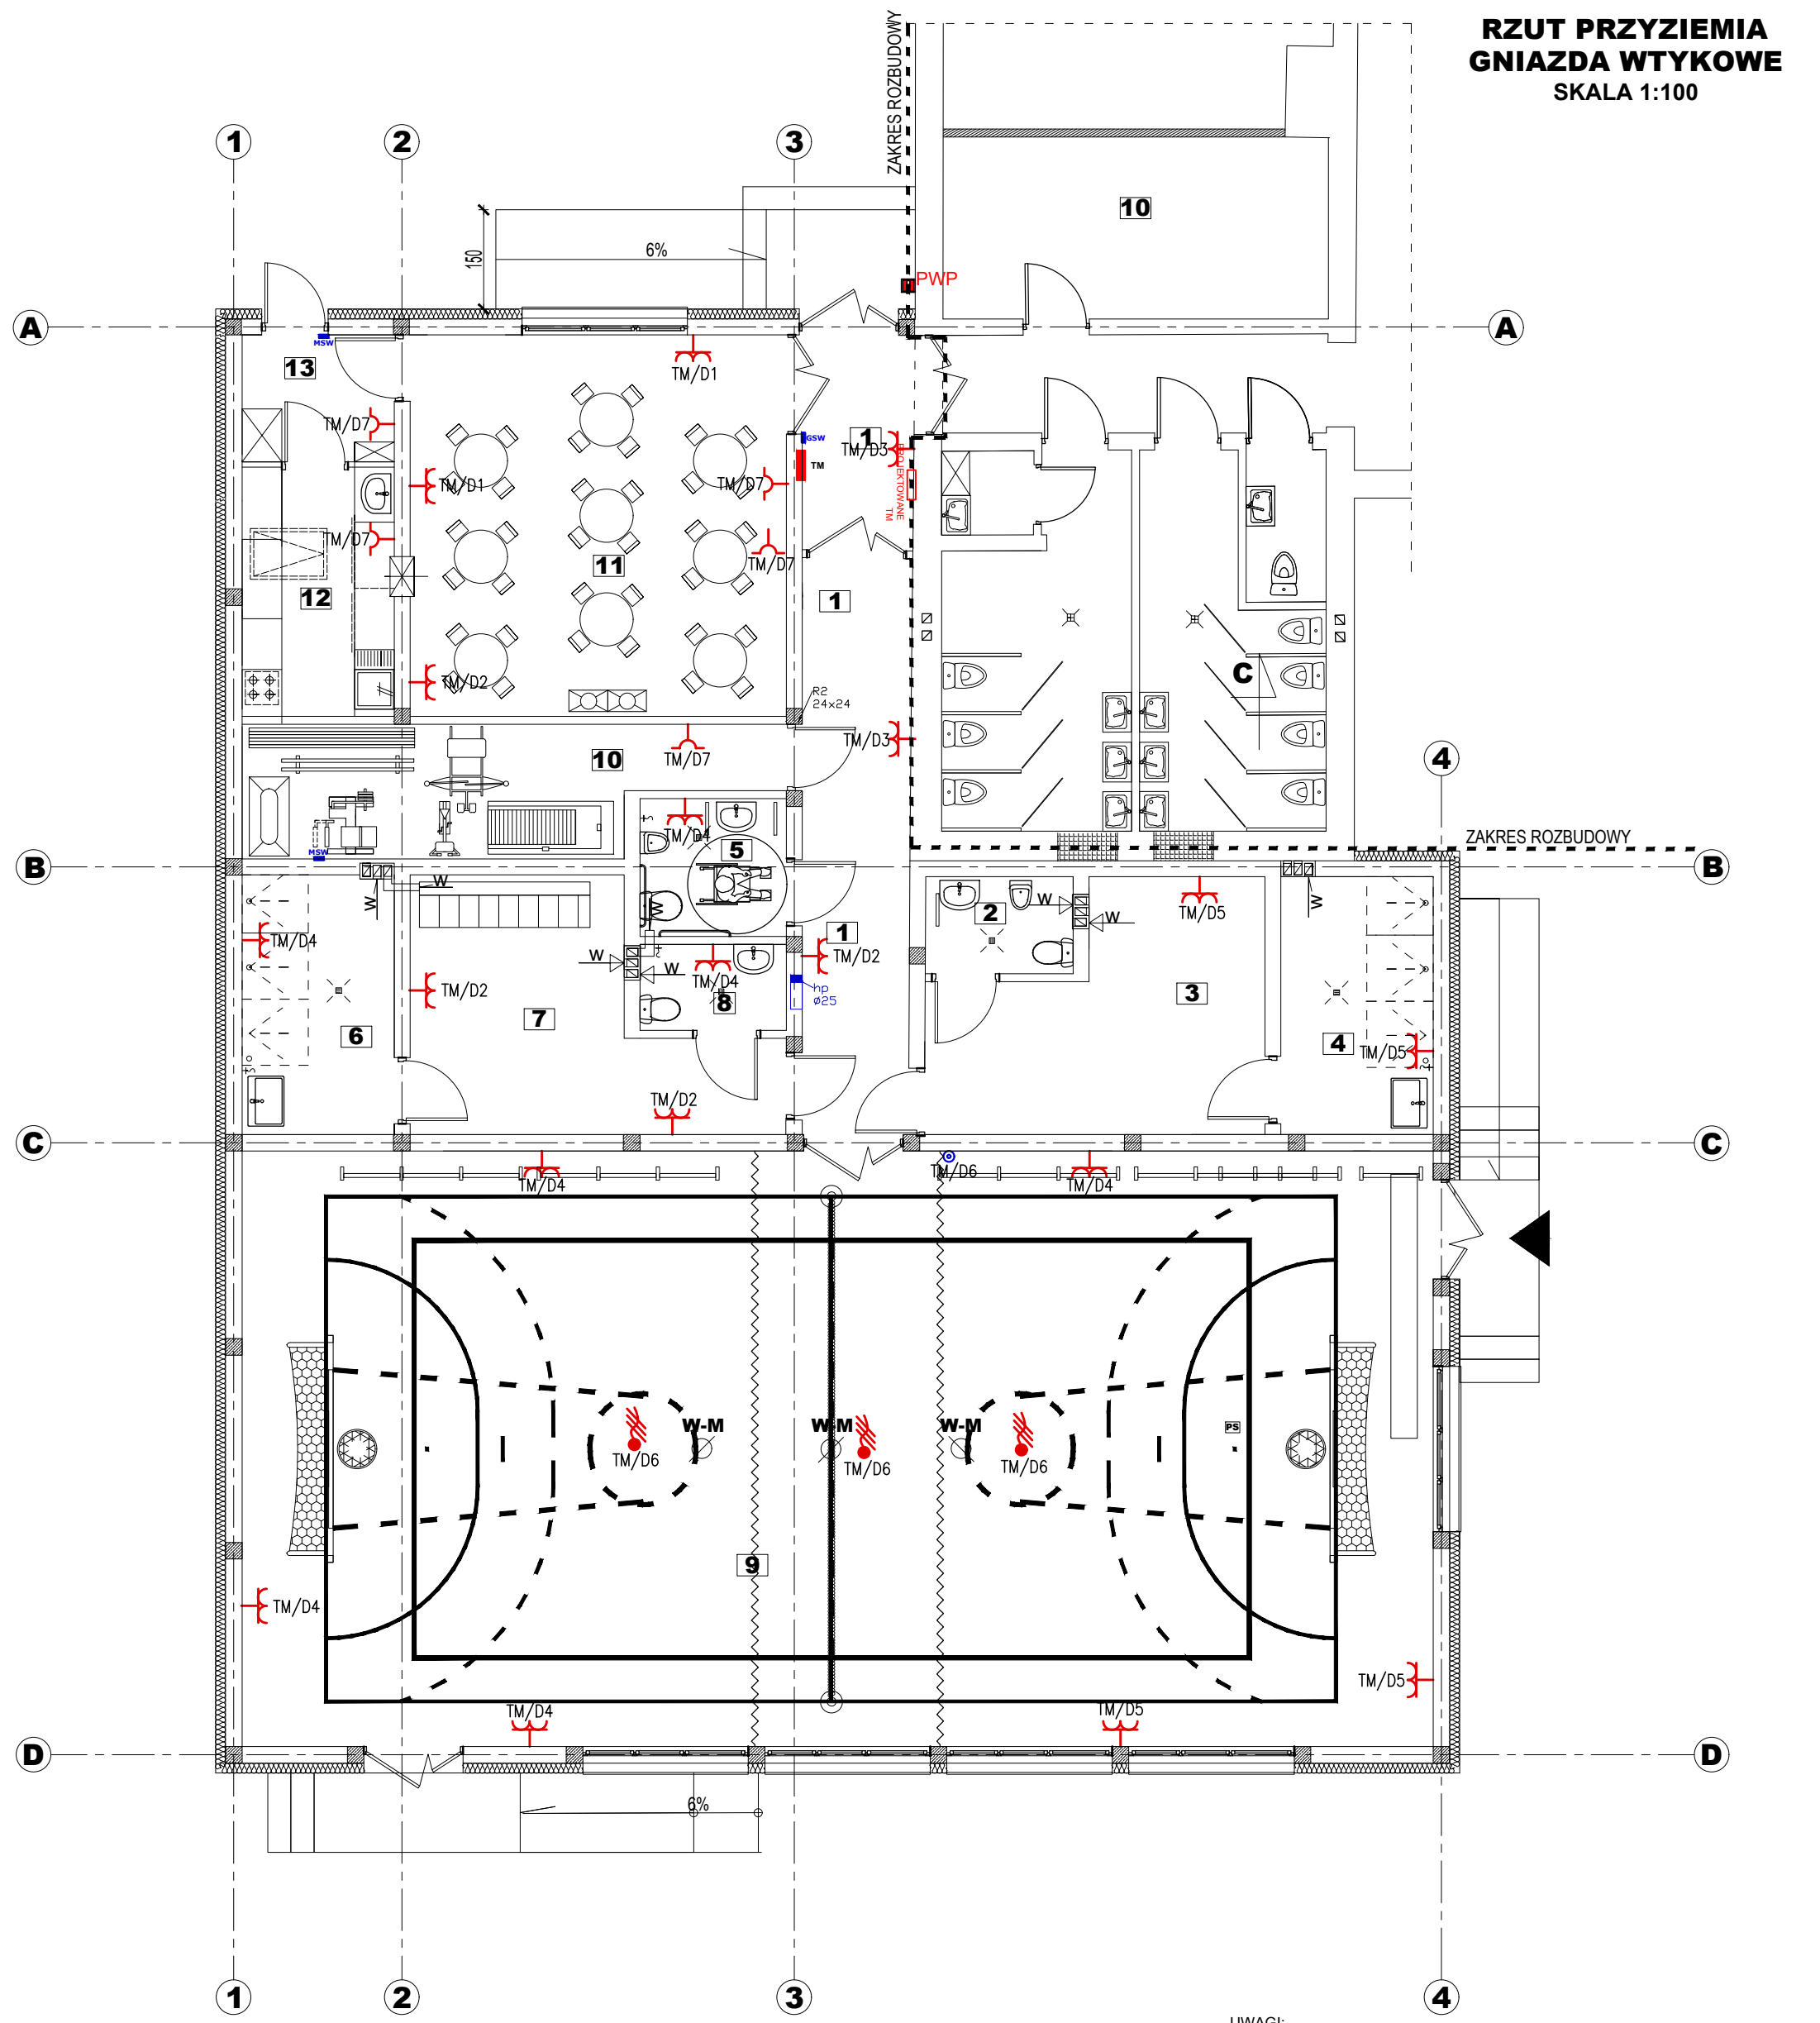 RZUT PRZYZIEMIA
GNIAZDA WTYKOWE
SKALA 1:100
ZAKRES ROZBUDOWY
1
2
3
10
150
6%
PWP
A
A
MSW
13
TM/D1
TM/D7
1
GSW
TM/D3
TM
PROJEKTOWANE
TM
TM/D1
TM/D7
TM/D7
TM/D7
11
12
1
C
TM/D2
R2
24x24
TM/D3
10
TM/D7
4
TM/D4
ZAKRES ROZBUDOWY
5
MSW
B
B
W
W
W
W
W
W
W
W
2
TM/D5
1
TM/D4
TM/D2
TM/D4
hp
ø25
TM/D2
8
3
7
6
4
TM/D5
TM/D2
C
C
TM/D4
TM/D6
TM/D4
W-M
W-M
W-M
PS
TM/D6
TM/D6
TM/D6
9
TM/D4
TM/D5
TM/D4
TM/D5
D
D
6%
1
2
3
4
UWAGI: